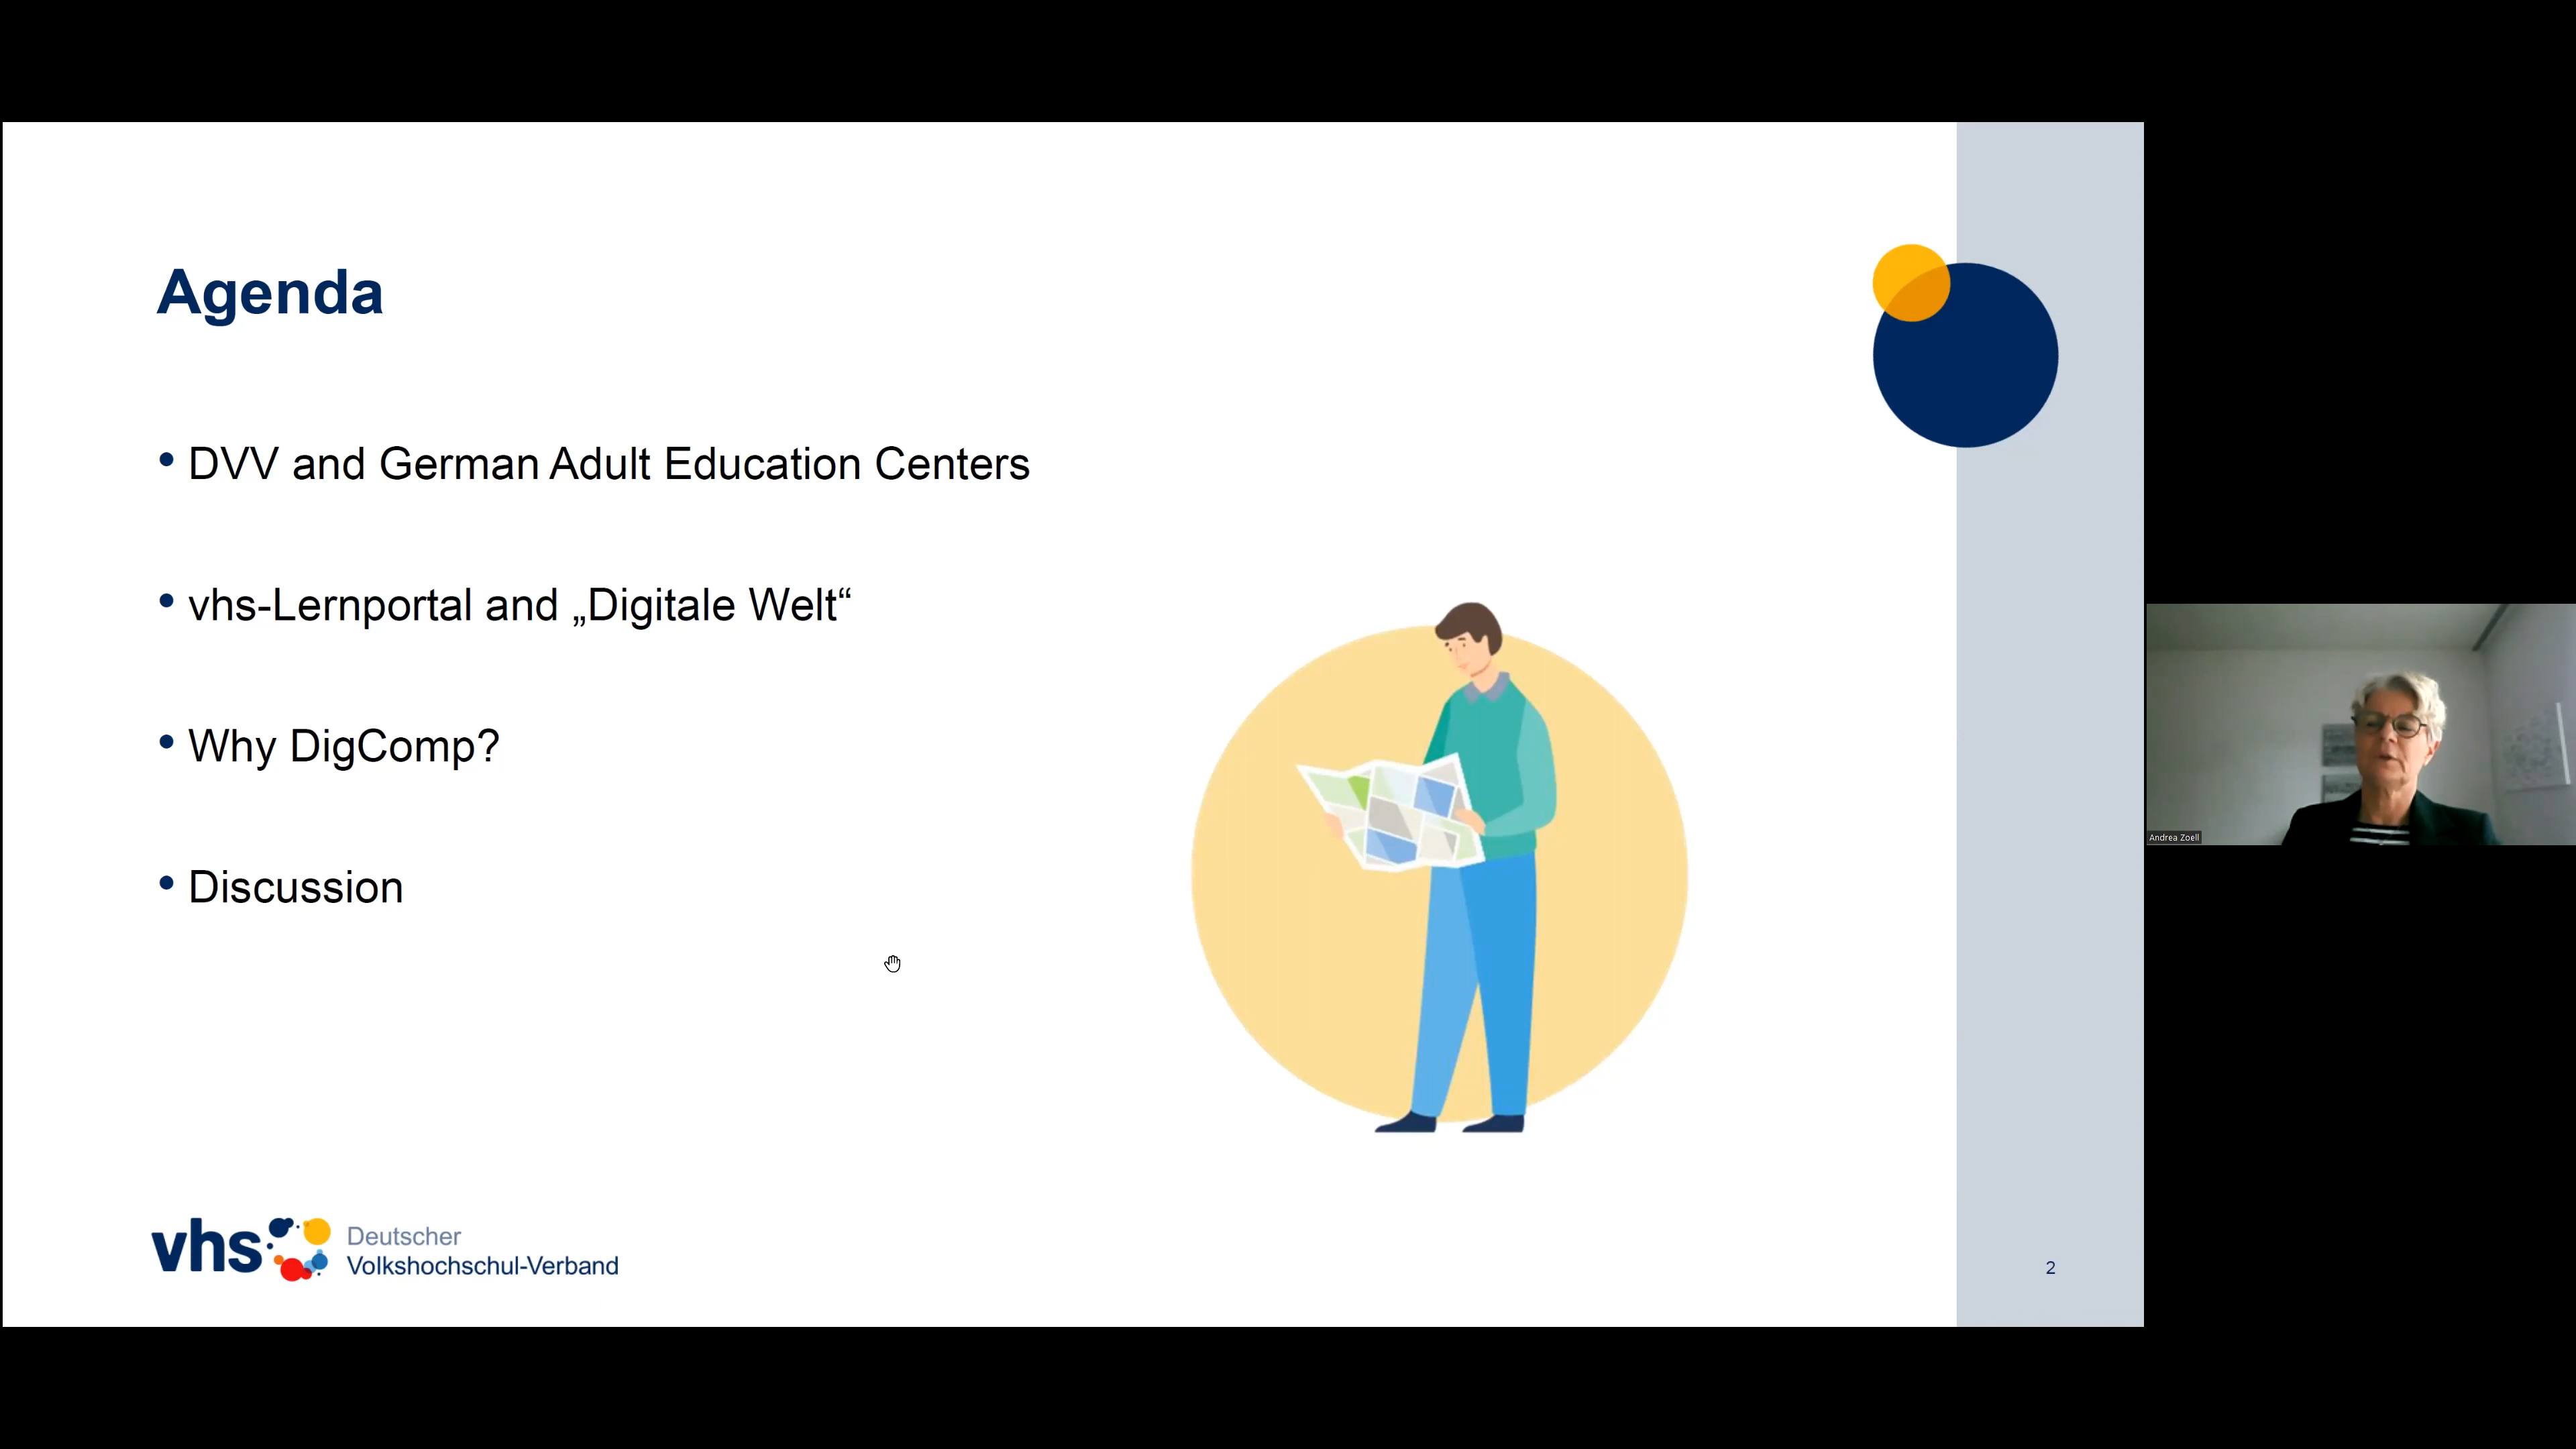 Agenda
• DVV and German Adult Education Centers
• vhs-Lernportal and „Digitale Welt“
• Why DigComp?
• Discussion
Andrea Zoell
vhs
Deutscher
Volkshochschul-Verband
2